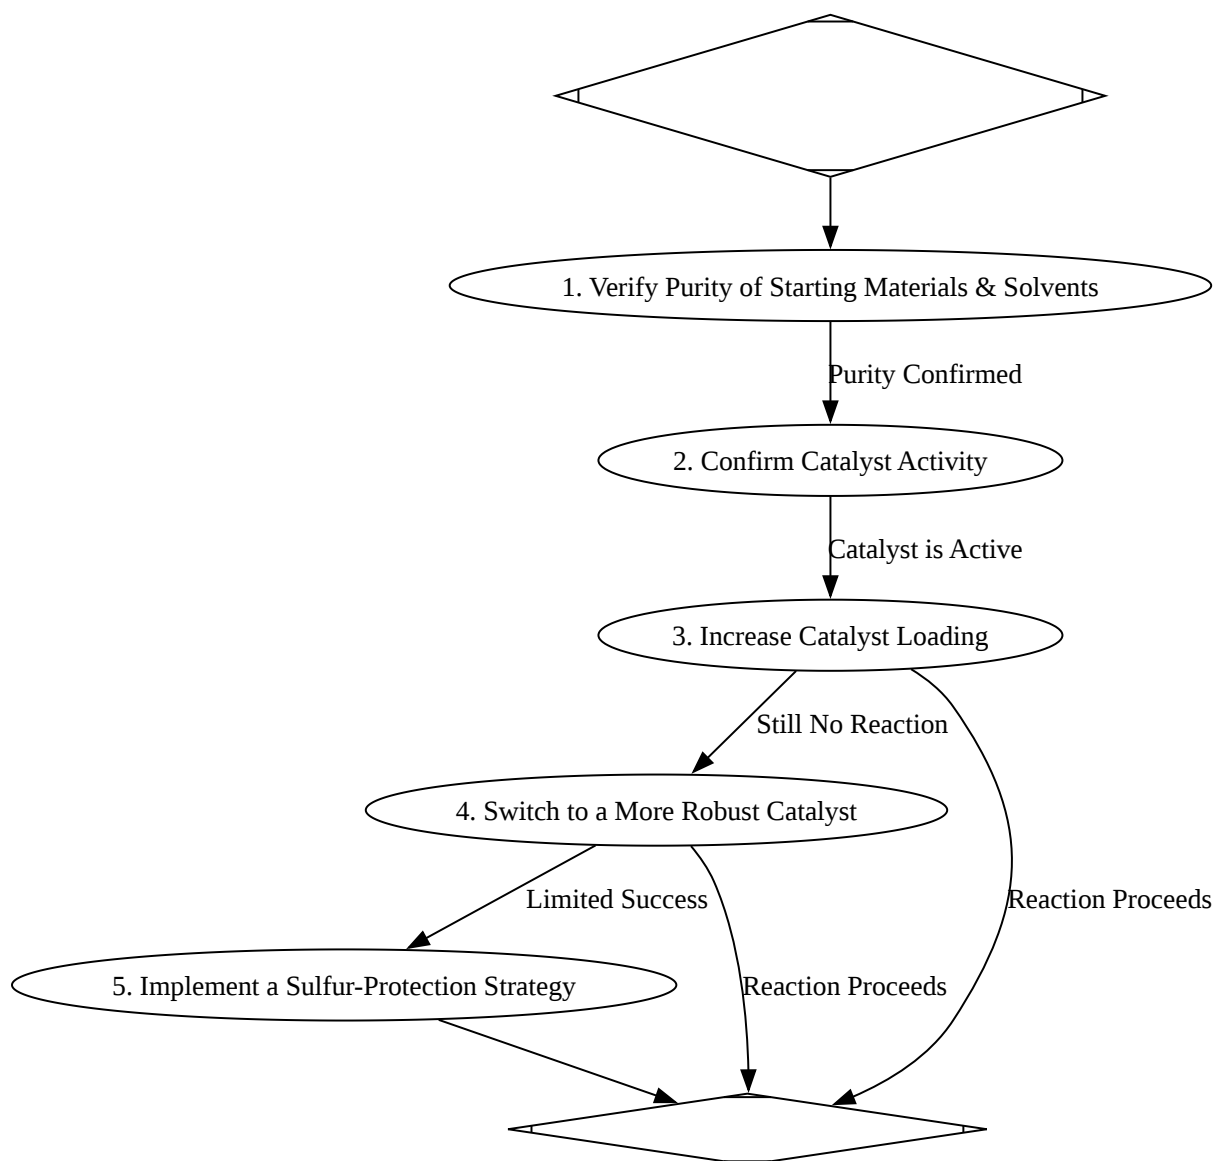 1. Verify Purity of Starting Materials & Solvents
Purity Confirmed
2. Confirm Catalyst Activity
Catalyst is Active
3. Increase Catalyst Loading
Still No Reaction
4. Switch to a More Robust Catalyst
Limited Success
Reaction Proceeds
5. Implement a Sulfur-Protection Strategy
Reaction Proceeds